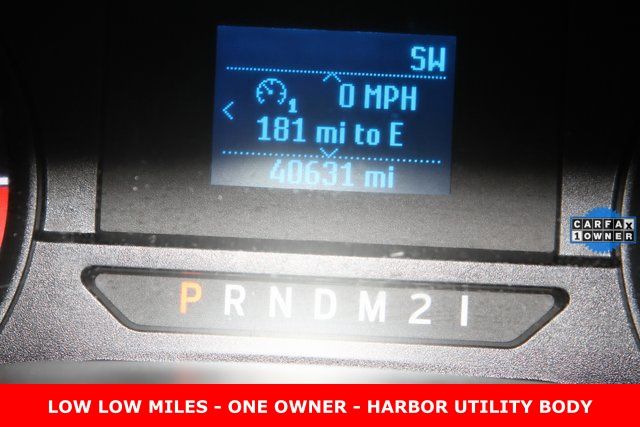 SW
1 0 MPH
181 mi to E
40631 mi
CARFAX
1 OWNER
P R N D M 2 1
LOW LOW MILES - ONE OWNER - HARBOR UTILITY BODY